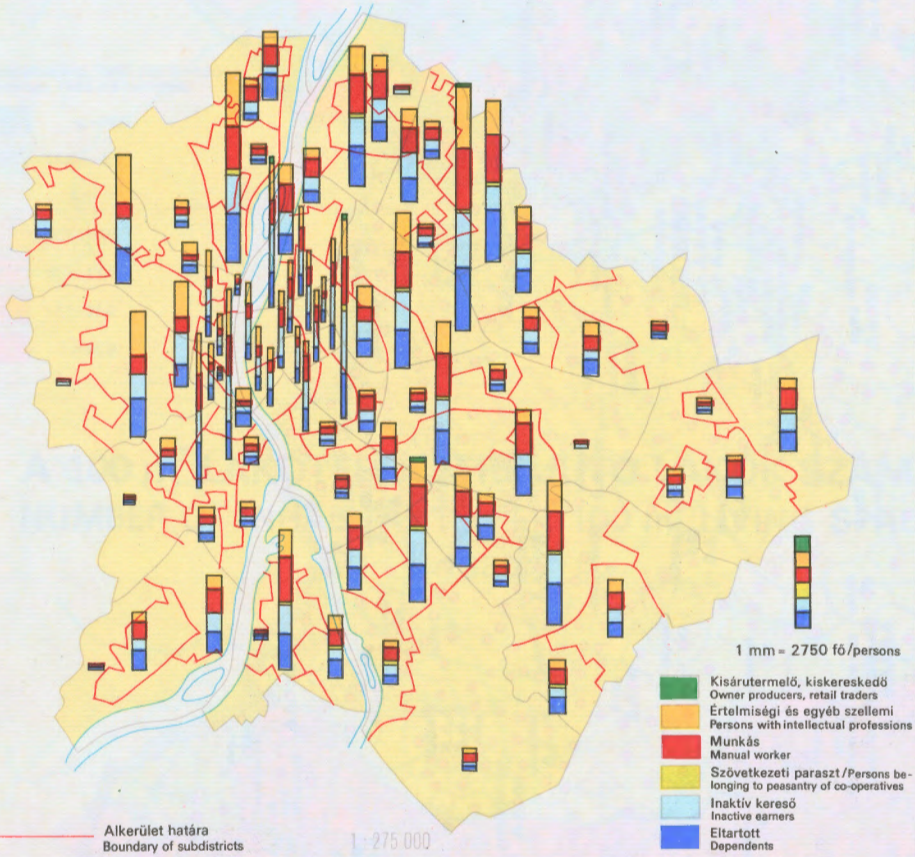 1 mm = 2750 fő/persons
Kisárutermelő, kiskereskedő
Owner producers, retail traders
Értelmiségi és egyéb szellemi
Persons with intellectual professions
Munkás
Manual worker
Szövetkezeti paraszt/Persons be-
longing to peasantry of co-operatives
Inaktív kereső
Inactive earners
Eltartott
Dependents
Alkerület határa
Boundary of subdistricts
1 : 275 000